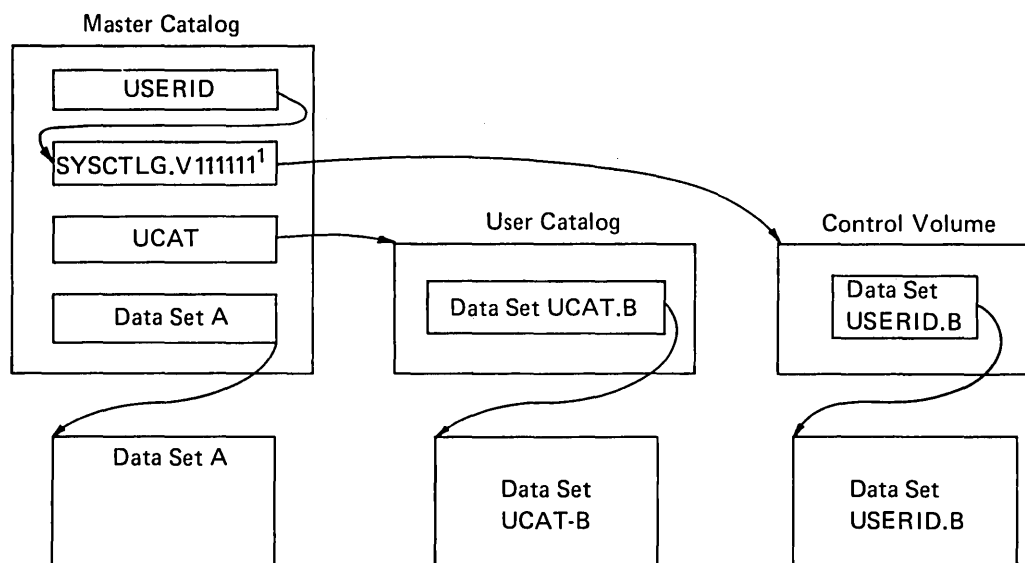 Master Catalog
USERID
SYSCTLG.V111111¹
UCAT
Data Set A
User Catalog
Data Set UCAT.B
Control Volume
Data Set
USERID.B
Data Set A
Data Set
UCAT-B
Data Set
USERID.B